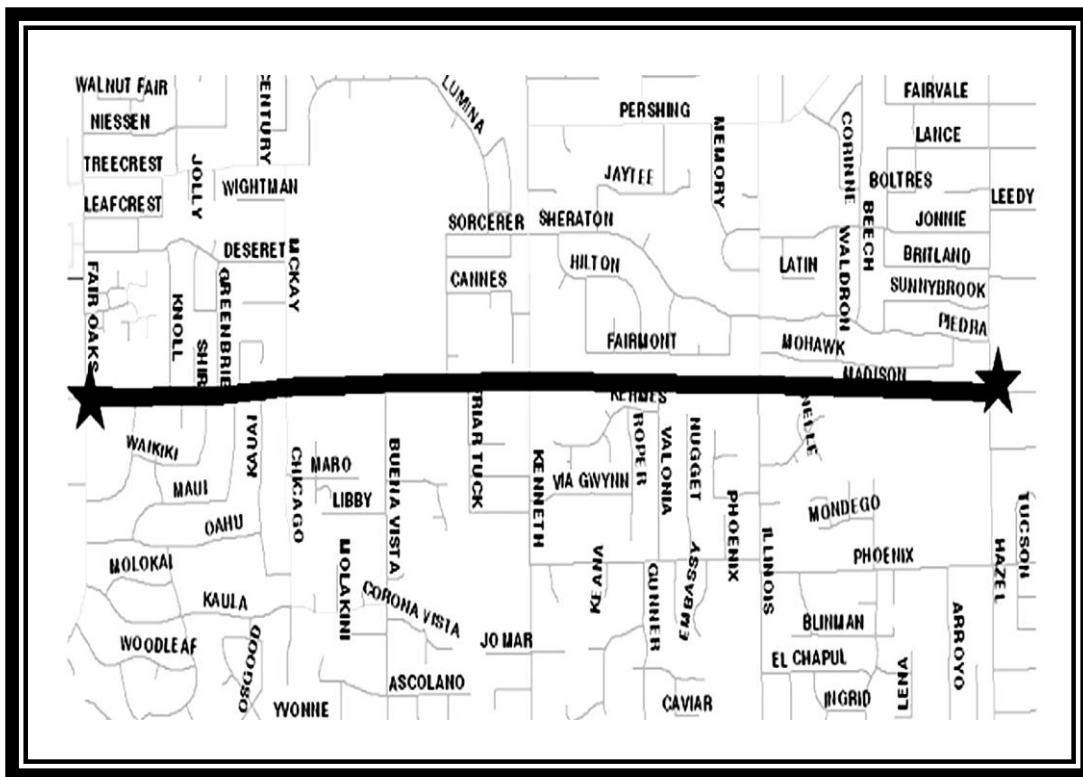 WALNUT FAIR
CENTURY
LUMINA
FAIRVALE
NIESSEN
PERSHING
MEMORY
CORINNE
LANCE
TREECREST
JOLLY
WIGHTMAN
JAYTEE
BOLTRES
LEEDY
LEAFCREST
BEECH
SORCERER
SHERATON
JONNIE
DESERET
MCKAY
WALDRON
BRITLAND
FAIR OAKS
GREENBRIE
CANNES
HILTON
LATIN
SUNNYBROOK
KNOLL
PIEDRA
SHIR
FAIRMONT
MOHAWK
MADISON
KERMES
NELLE
KAUAI
RIAR TUCK
ROPER
VALONIA
NUGGET
WAIKIKI
CHICAGO
MARO
BUENA VISTA
KENNETH
VIA GWYNN
MAUI
LIBBY
PHOENIX
MONDEGO
TUCSON
OAHU
ILLINOIS
HAZEL
MOLOKAI
MOLAKINI
KEANA
GUNNER
EMBASSY
PHOENIX
KAULA
CORONA VISTA
BLINMAN
ARROYO
WOODLEAF
OOOGSO
JOMAR
EL CHAPUL
LENA
YVONNE
ASCOLANO
CAVIAR
INGRID